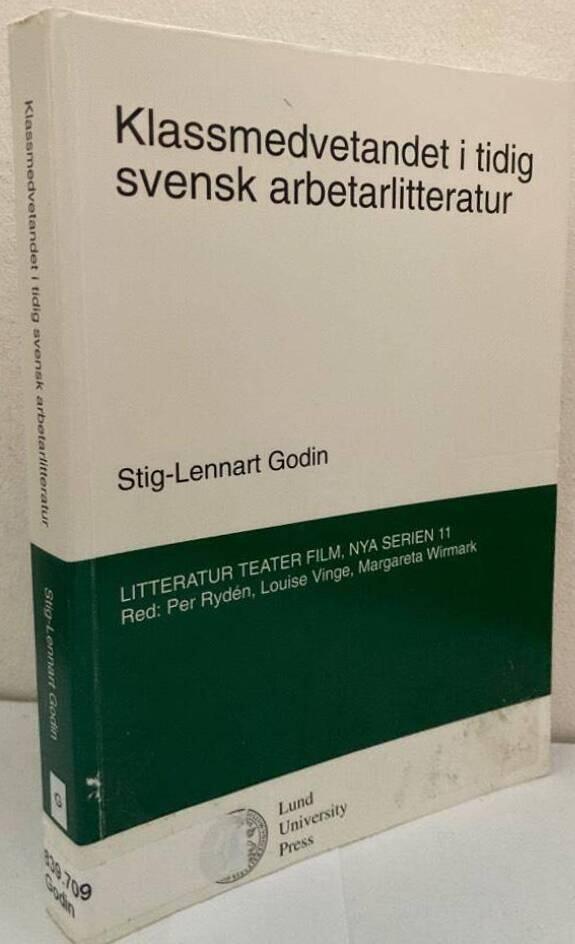 Klassmedvetandet i tidig
svensk arbetarlitteratur
Stig-Lennart Godin
LITTERATUR TEATER FILM, NYA SERIEN 11
Red: Per Rydén, Louise Vinge, Margareta Wirmark
Lund
University
Press
Klassmedvetandet i tidig svensk arbetarlitteratur
Stig-Lennart Godin
G
839.709
Godin